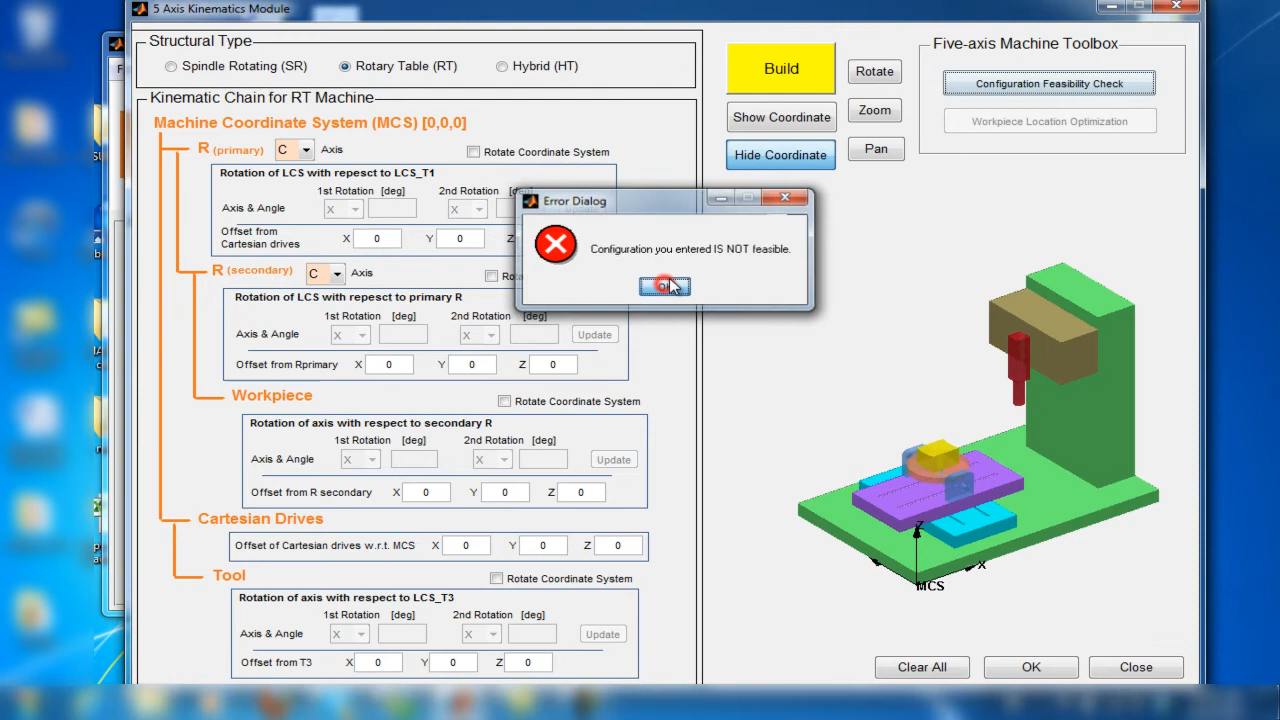 5 Axis Kinematics Module
Structural Type
Spindle Rotating (SR) Rotary Table (RT) Hybrid (HT)
Kinematic Chain for RT Machine
Machine Coordinate System (MCS) [0,0,0]
R (primary) C Axis Rotate Coordinate System
Rotation of LCS with repesct to LCS_T1
1st Rotation [deg] 2nd Rotation [deg]
Axis & Angle X X
Offset from
Cartesian drives X 0 Y 0 Z
R (secondary) C Axis
Rotation of LCS with repesct to primary R
1st Rotation [deg] 2nd Rotation [deg]
Axis & Angle X X Update
Offset from Rprimary X 0 Y 0 Z 0
Workpiece Rotate Coordinate System
Rotation of axis with respect to secondary R
1st Rotation [deg] 2nd Rotation [deg]
Axis & Angle X X Update
Offset from R secondary X 0 Y 0 Z 0
Cartesian Drives
Offset of Cartesian drives w.r.t. MCS X 0 Y 0 Z 0
Tool Rotate Coordinate System
Rotation of axis with respect to LCS_T3
1st Rotation [deg] 2nd Rotation [deg]
Axis & Angle X X Update
Offset from T3 X 0 Y 0 Z 0
Build
Show Coordinate
Hide Coordinate
Rotate
Zoom
Pan
Five-axis Machine Toolbox
Configuration Feasibility Check
Workpiece Location Optimization
Error Dialog
Configuration you entered IS NOT feasible.
Z
X
MCS
Clear All OK Close